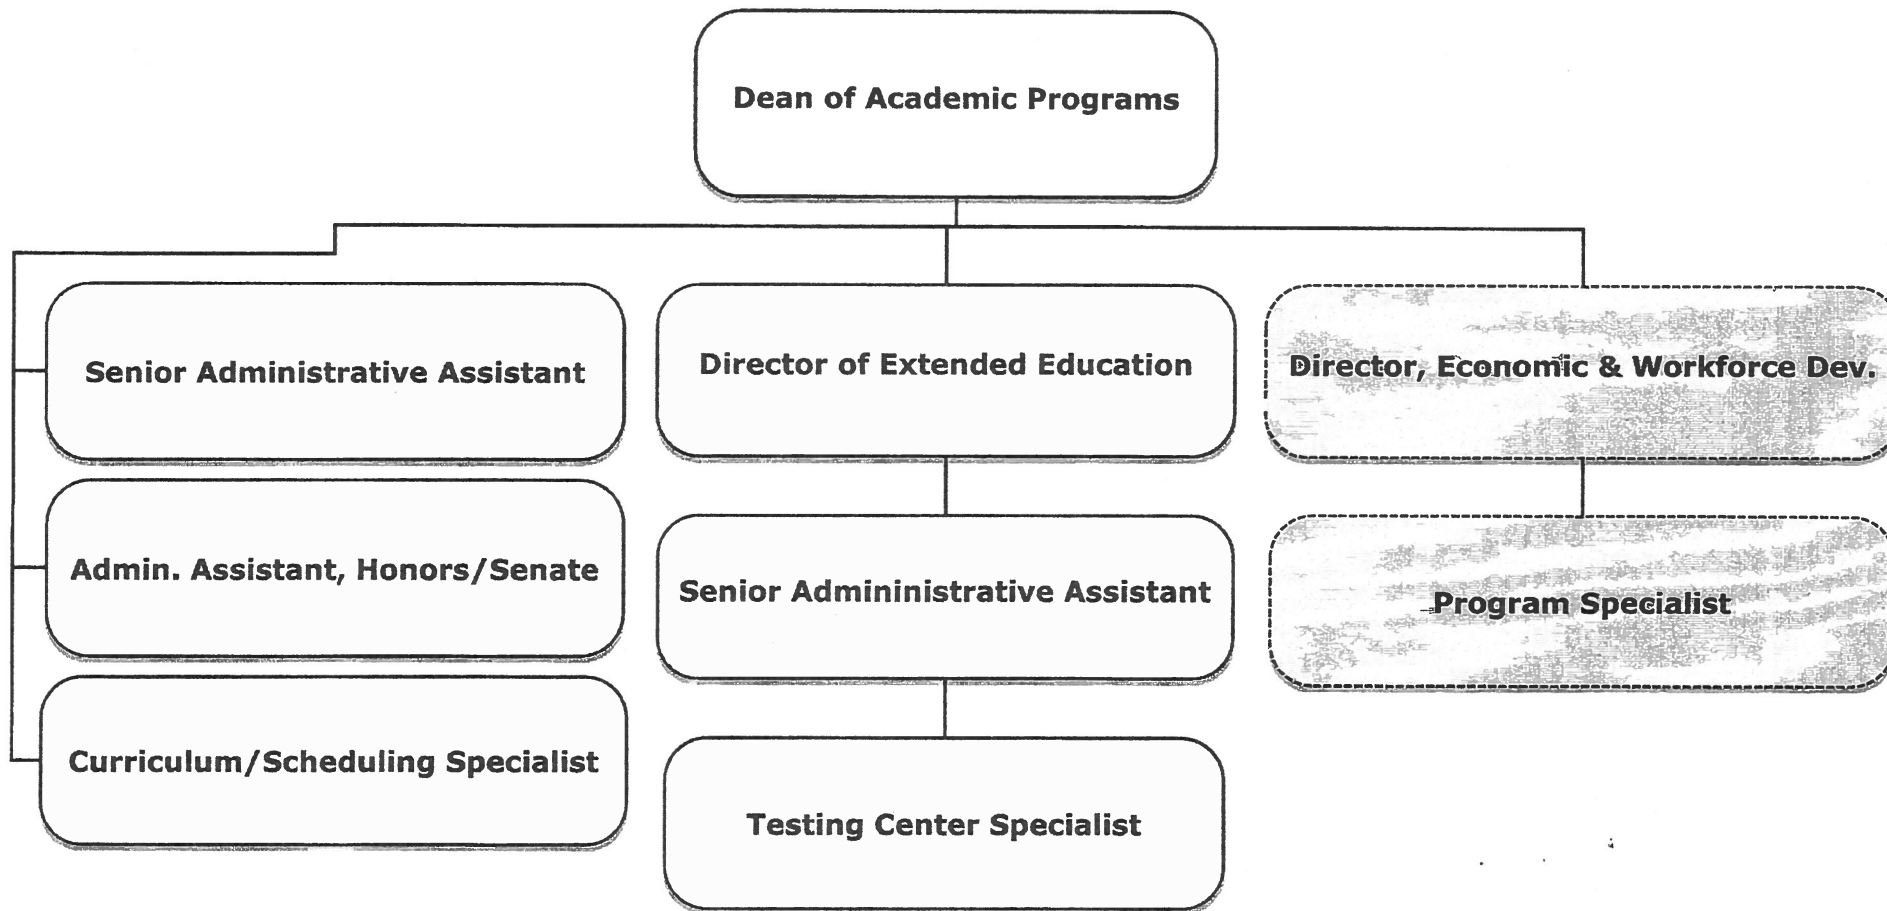 Dean of Academic Programs
Senior Administrative Assistant
Director of Extended Education
Director, Economic & Workforce Dev.
Admin. Assistant, Honors/Senate
Senior Admininistrative Assistant
Program Specialist
Curriculum/Scheduling Specialist
Testing Center Specialist